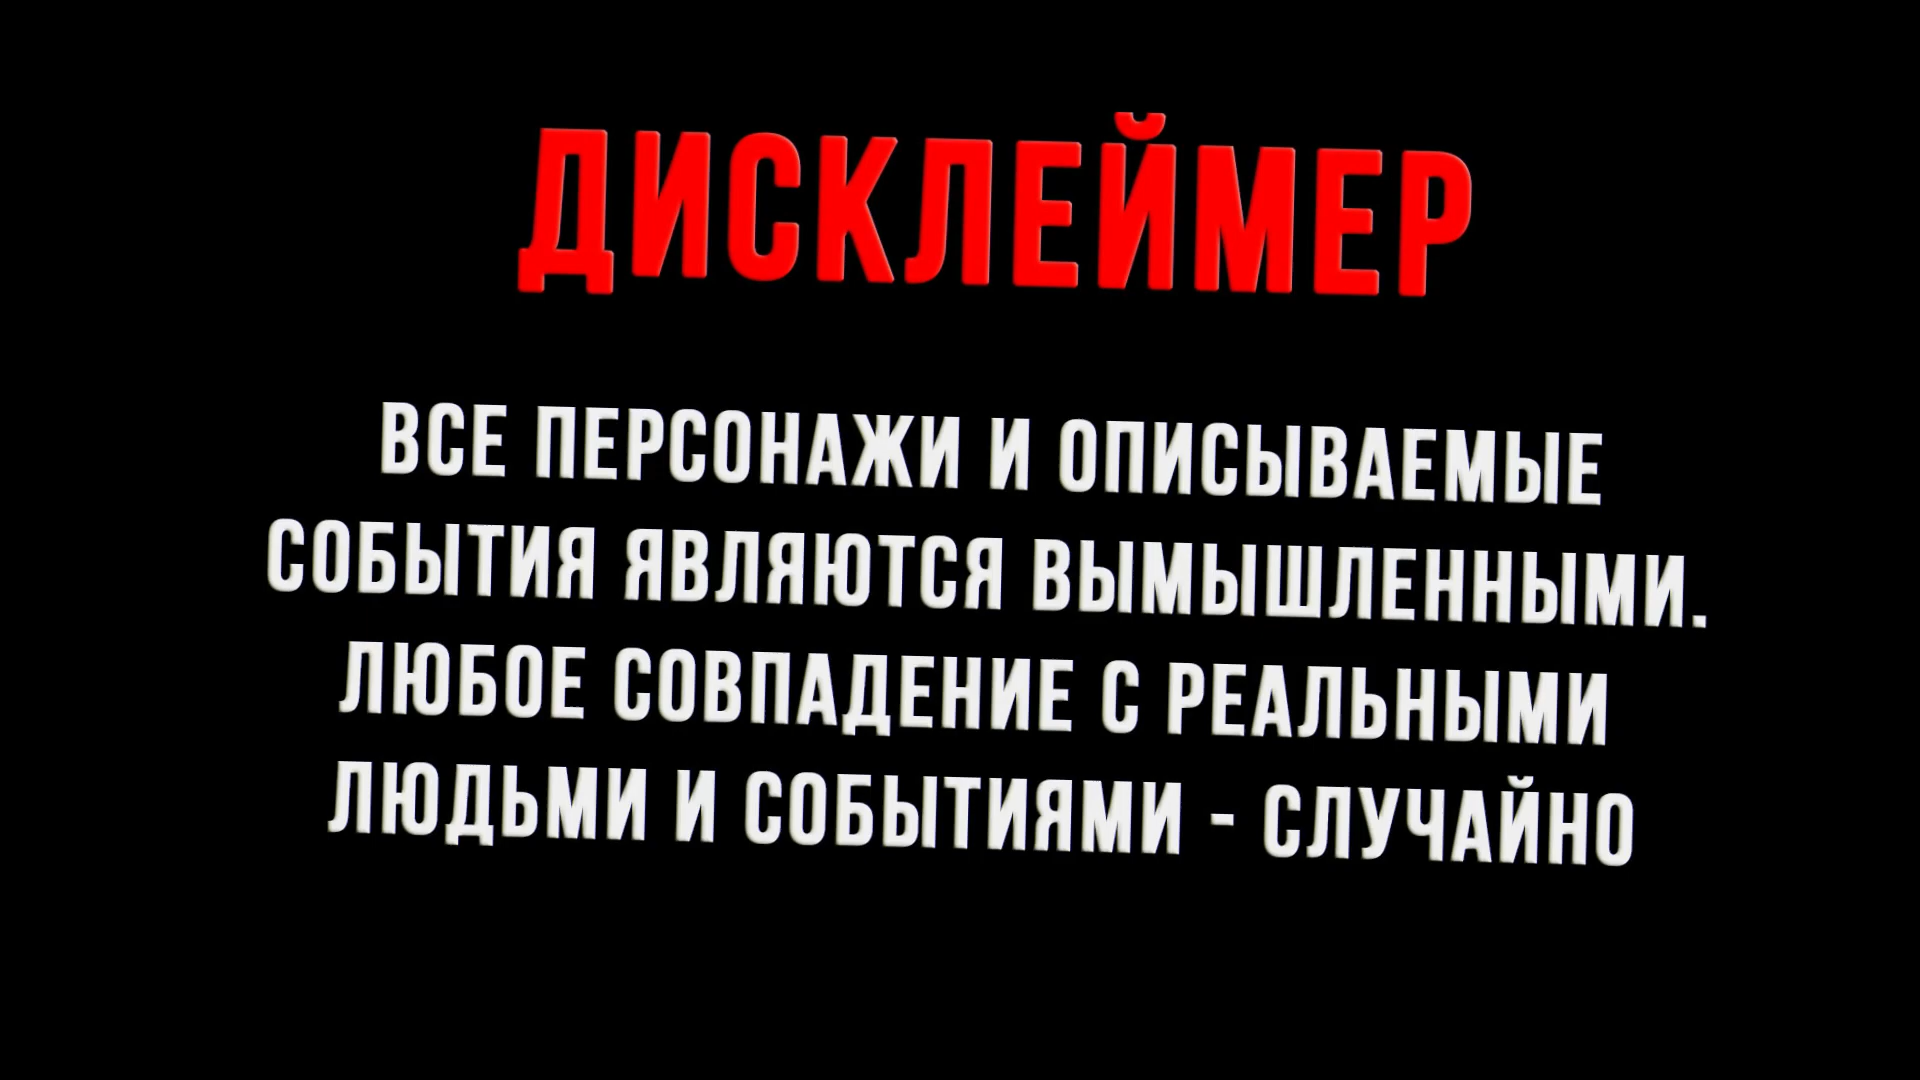 ДИСКЛЕЙМЕР
ВСЕ ПЕРСОНАЖИ И ОПИСЫВАЕМЫЕ
СОБЫТИЯ ЯВЛЯЮТСЯ ВЫМЫШЛЕННЫМИ.
ЛЮБОЕ СОВПАДЕНИЕ С РЕАЛЬНЫМИ
ЛЮДЬМИ И СОБЫТИЯМИ - СЛУЧАЙНО